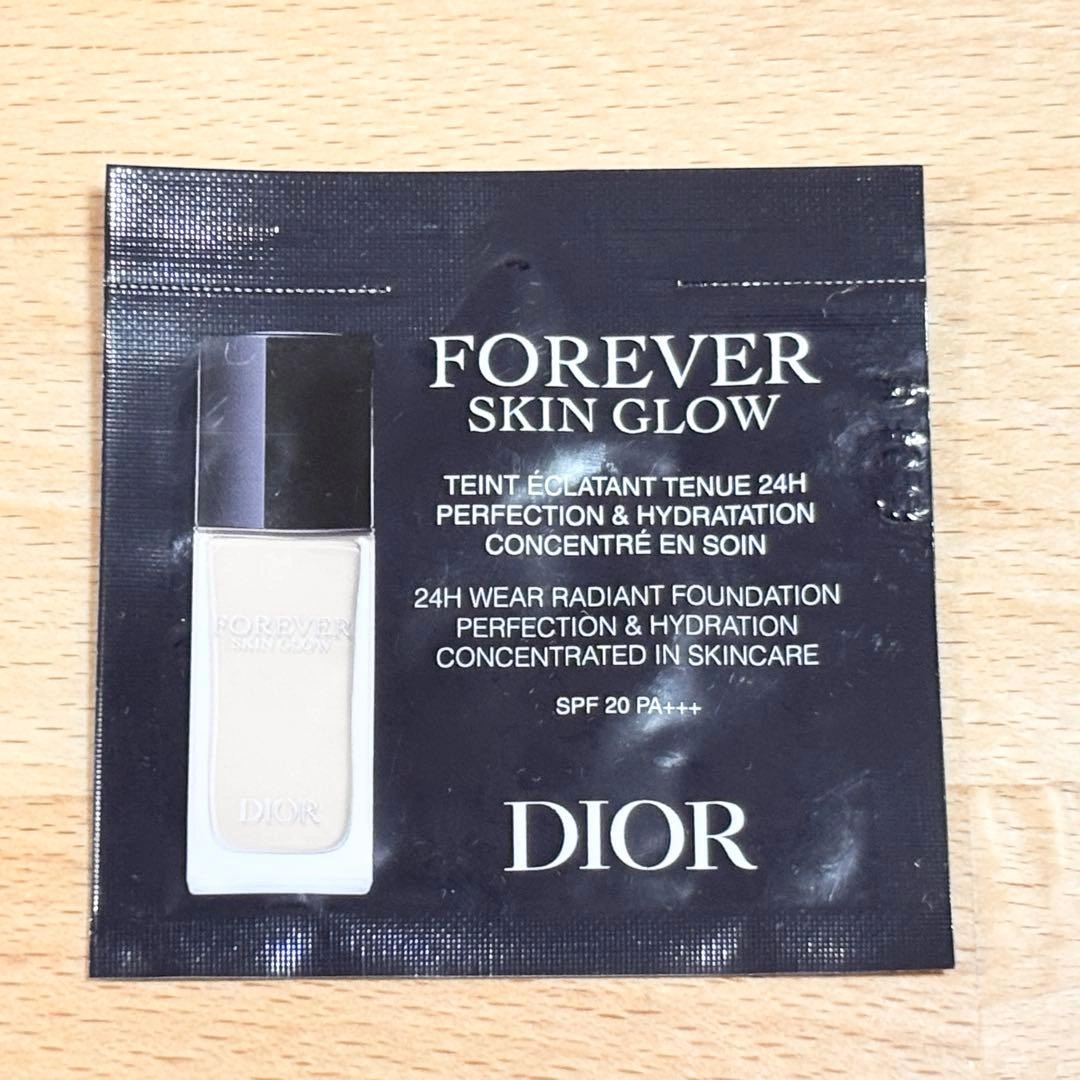 FOREVER
SKIN GLOW
TEINT ÉCLATANT TENUE 24H
PERFECTION & HYDRATATION
CONCENTRÉ EN SOIN
24H WEAR RADIANT FOUNDATION
PERFECTION & HYDRATION
CONCENTRATED IN SKINCARE
SPF 20 PA+++
DIOR
FOREVER
SKIN GLOW
DIOR